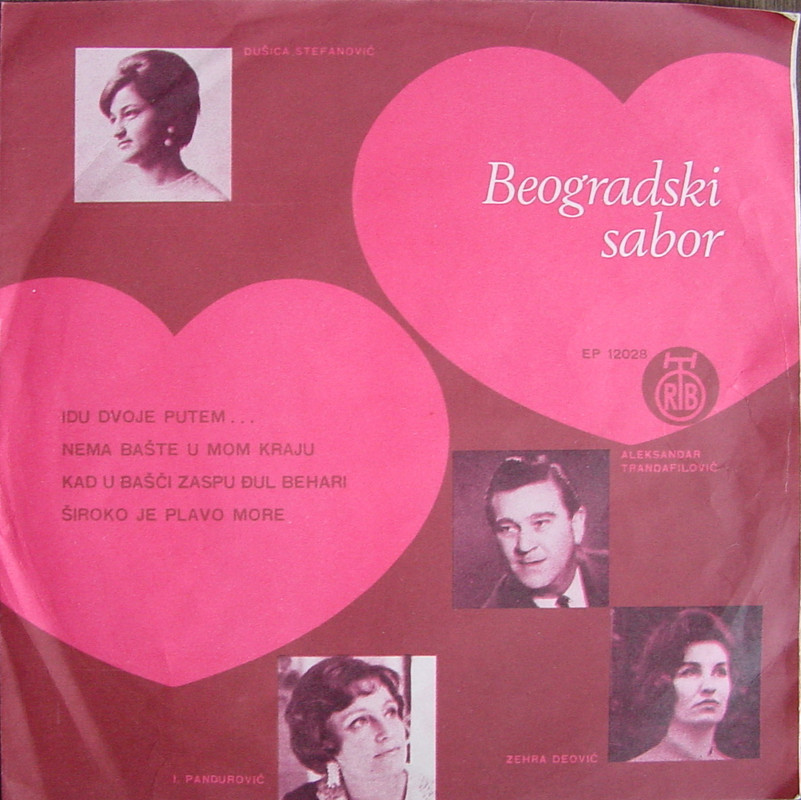 DUŠICA STEFANOVIĆ
Beogradski
sabor
EP 12028
RTB
IDU DVOJE PUTEM...
NEMA BAŠTE U MOM KRAJU
KAD U BAŠČI ZASPU ĐUL BEHARI
ŠIROKO JE PLAVO MORE
ALEKSANDAR
TRANDAFILOVIĆ
ZEHRA DEOVIĆ
I. PANDUROVIĆ